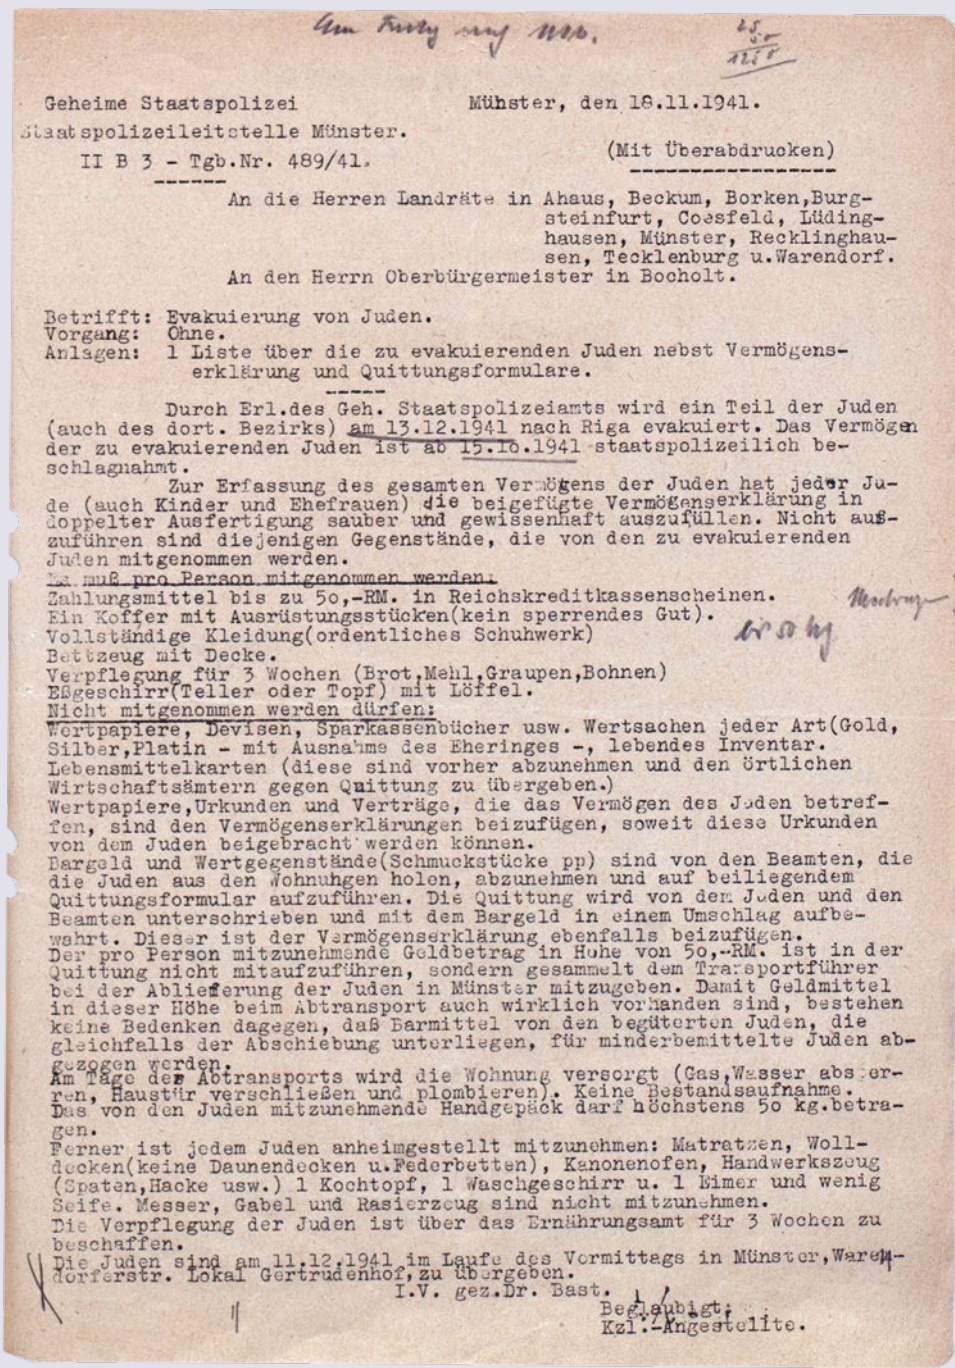 25
50
1250
Geheime Staatspolizei Münster, den 18.11.1941.
Staatspolizeileitstelle Münster.
II B 3 - Tgb.Nr. 489/41. (Mit Überabdrucken)
An die Herren Landräte in Ahaus, Beckum, Borken,Burg-
steinfurt, Coesfeld, Lüding-
hausen, Münster, Recklinghau-
sen, Tecklenburg u.Warendorf.
An den Herrn Oberbürgermeister in Bocholt.
Betrifft: Evakuierung von Juden.
Vorgang: Ohne.
Anlagen: 1 Liste über die zu evakuierenden Juden nebst Vermögens-
erklärung und Quittungsformulare.
Durch Erl.des Geh. Staatspolizeiamts wird ein Teil der Juden
(auch des dort. Bezirks) am 13.12.1941 nach Riga evakuiert. Das Vermögen
der zu evakuierenden Juden ist ab 15.10.1941 staatspolizeilich be-
schlagnahmt.
Zur Erfassung des gesamten Vermögens der Juden hat jeder Ju-
de (auch Kinder und Ehefrauen) die beigefügte Vermögenserklärung in
doppelter Ausfertigung sauber und gewissenhaft auszufüllen. Nicht auf-
zuführen sind diejenigen Gegenstände, die von den zu evakuierenden
Juden mitgenommen werden.
Es muß pro Person mitgenommen werden:
Zahlungsmittel bis zu 50,-RM. in Reichskreditkassenscheinen.
Ein Koffer mit Ausrüstungsstücken(kein sperrendes Gut).
Vollständige Kleidung(ordentliches Schuhwerk) bis 50 kg
Bettzeug mit Decke.
Verpflegung für 3 Wochen (Brot,Mehl,Graupen,Bohnen)
Eßgeschirr(Teller oder Topf) mit Löffel.
Nicht mitgenommen werden dürfen:
Wertpapiere, Devisen, Sparkassenbücher usw. Wertsachen jeder Art(Gold,
Silber,Platin - mit Ausnahme des Eheringes -, lebendes Inventar.
Lebensmittelkarten (diese sind vorher abzunehmen und den örtlichen
Wirtschaftsämtern gegen Quittung zu übergeben.)
Wertpapiere,Urkunden und Verträge, die das Vermögen des Juden betref-
fen, sind den Vermögenserklärungen beizufügen, soweit diese Urkunden
von dem Juden beigebracht werden können.
Bargeld und Wertgegenstände(Schmuckstücke pp) sind von den Beamten, die
die Juden aus den Wohnuhgen holen, abzunehmen und auf beiliegendem
Quittungsformular aufzuführen. Die Quittung wird von dem Juden und den
Beamten unterschrieben und mit dem Bargeld in einem Umschlag aufbe-
wahrt. Dieser ist der Vermögenserklärung ebenfalls beizufügen.
Der pro Person mitzunehmende Geldbetrag in Höhe von 50,-RM. ist in der
Quittung nicht mitaufzuführen, sondern gesammelt dem Transportführer
bei der Ablieferung der Juden in Münster mitzugeben. Damit Geldmittel
in dieser Höhe beim Abtransport auch wirklich vorhanden sind, bestehen
keine Bedenken dagegen, daß Barmittel von den begüterten Juden, die
gleichfalls der Abschiebung unterliegen, für minderbemittelte Juden ab-
gezogen werden.
Am Tage des Abtransports wird die Wohnung versorgt (Gas,Wasser absper-
ren, Haustür verschließen und plombieren). Keine Bestandsaufnahme.
Das von den Juden mitzunehmende Handgepäck darf höchstens 50 kg.betra-
gen.
Ferner ist jedem Juden anheimgestellt mitzunehmen: Matratzen, Woll-
decken(keine Daunendecken u.Federbetten), Kanonenofen, Handwerkszeug
(Spaten,Hacke usw.) 1 Kochtopf, 1 Waschgeschirr u. 1 Eimer und wenig
Seife. Messer, Gabel und Rasierzeug sind nicht mitzunehmen.
Die Verpflegung der Juden ist über das Ernährungsamt für 3 Wochen zu
beschaffen.
Die Juden sind am 11.12.1941 im Laufe des Vormittags in Münster,Waren-
dorferstr. Lokal Gertrudenhof,zu übergeben.
I.V. gez.Dr. Bast.
Beglaubigt:
Kzl.-Angestellte.